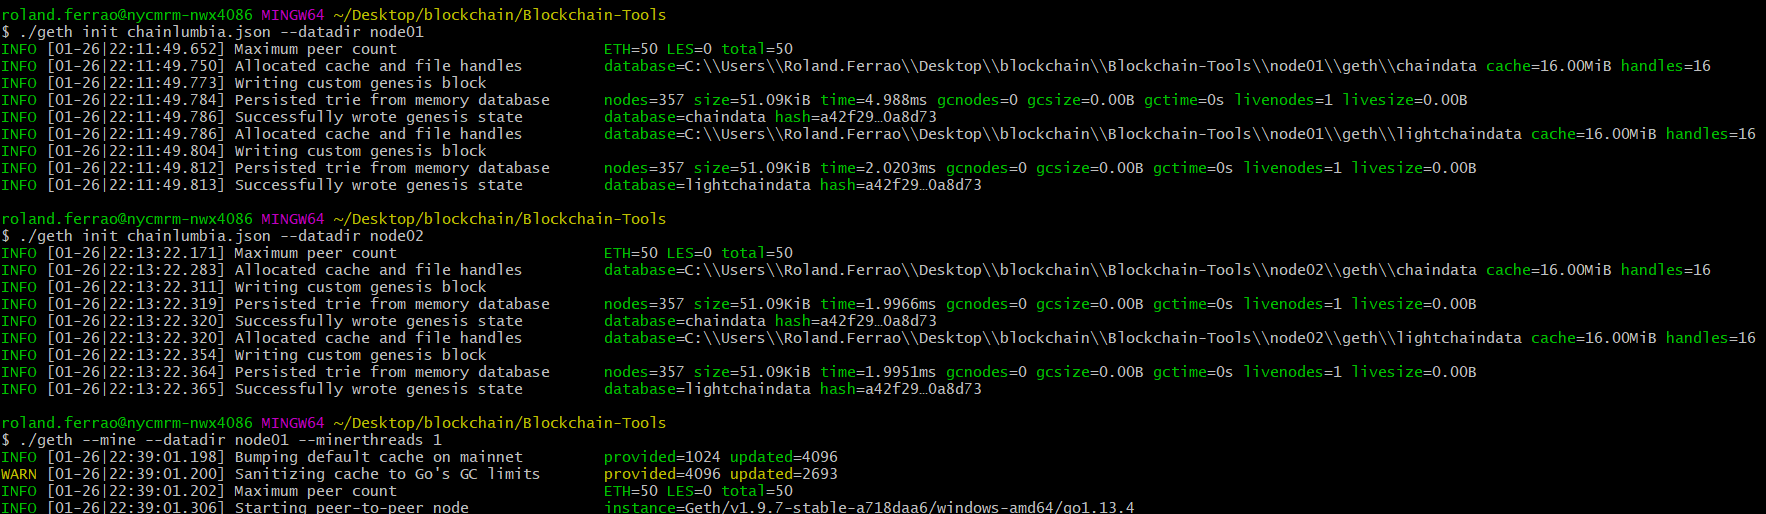 roland.ferrao@nycmrm-nwx4086 MINGW64 ~/Desktop/blockchain/Blockchain-Tools
$ ./geth init chainlumbia.json --datadir node01
INFO [01-26|22:11:49.652] Maximum peer count ETH=50 LES=0 total=50
INFO [01-26|22:11:49.750] Allocated cache and file handles database=C:\\Users\\Roland.Ferrao\\Desktop\\blockchain\\Blockchain-Tools\\node01\\geth\\chaindata cache=16.00MiB handles=16
INFO [01-26|22:11:49.773] Writing custom genesis block
INFO [01-26|22:11:49.784] Persisted trie from memory database nodes=357 size=51.09KiB time=4.988ms gcnodes=0 gcsize=0.00B gctime=0s livenodes=1 livesize=0.00B
INFO [01-26|22:11:49.786] Successfully wrote genesis state database=chaindata hash=a42f29…0a8d73
INFO [01-26|22:11:49.786] Allocated cache and file handles database=C:\\Users\\Roland.Ferrao\\Desktop\\blockchain\\Blockchain-Tools\\node01\\geth\\lightchaindata cache=16.00MiB handles=16
INFO [01-26|22:11:49.804] Writing custom genesis block
INFO [01-26|22:11:49.812] Persisted trie from memory database nodes=357 size=51.09KiB time=2.0203ms gcnodes=0 gcsize=0.00B gctime=0s livenodes=1 livesize=0.00B
INFO [01-26|22:11:49.813] Successfully wrote genesis state database=lightchaindata hash=a42f29…0a8d73
roland.ferrao@nycmrm-nwx4086 MINGW64 ~/Desktop/blockchain/Blockchain-Tools
$ ./geth init chainlumbia.json --datadir node02
INFO [01-26|22:13:22.171] Maximum peer count ETH=50 LES=0 total=50
INFO [01-26|22:13:22.283] Allocated cache and file handles database=C:\\Users\\Roland.Ferrao\\Desktop\\blockchain\\Blockchain-Tools\\node02\\geth\\chaindata cache=16.00MiB handles=16
INFO [01-26|22:13:22.311] Writing custom genesis block
INFO [01-26|22:13:22.319] Persisted trie from memory database nodes=357 size=51.09KiB time=1.9966ms gcnodes=0 gcsize=0.00B gctime=0s livenodes=1 livesize=0.00B
INFO [01-26|22:13:22.320] Successfully wrote genesis state database=chaindata hash=a42f29…0a8d73
INFO [01-26|22:13:22.320] Allocated cache and file handles database=C:\\Users\\Roland.Ferrao\\Desktop\\blockchain\\Blockchain-Tools\\node02\\geth\\lightchaindata cache=16.00MiB handles=16
INFO [01-26|22:13:22.354] Writing custom genesis block
INFO [01-26|22:13:22.364] Persisted trie from memory database nodes=357 size=51.09KiB time=1.9951ms gcnodes=0 gcsize=0.00B gctime=0s livenodes=1 livesize=0.00B
INFO [01-26|22:13:22.365] Successfully wrote genesis state database=lightchaindata hash=a42f29…0a8d73
roland.ferrao@nycmrm-nwx4086 MINGW64 ~/Desktop/blockchain/Blockchain-Tools
$ ./geth --mine --datadir node01 --minerthreads 1
INFO [01-26|22:39:01.198] Bumping default cache on mainnet provided=1024 updated=4096
WARN [01-26|22:39:01.200] Sanitizing cache to Go's GC limits provided=4096 updated=2693
INFO [01-26|22:39:01.202] Maximum peer count ETH=50 LES=0 total=50
INFO [01-26|22:39:01.306] Starting peer-to-peer node instance=Geth/v1.9.7-stable-a718daa6/windows-amd64/go1.13.4